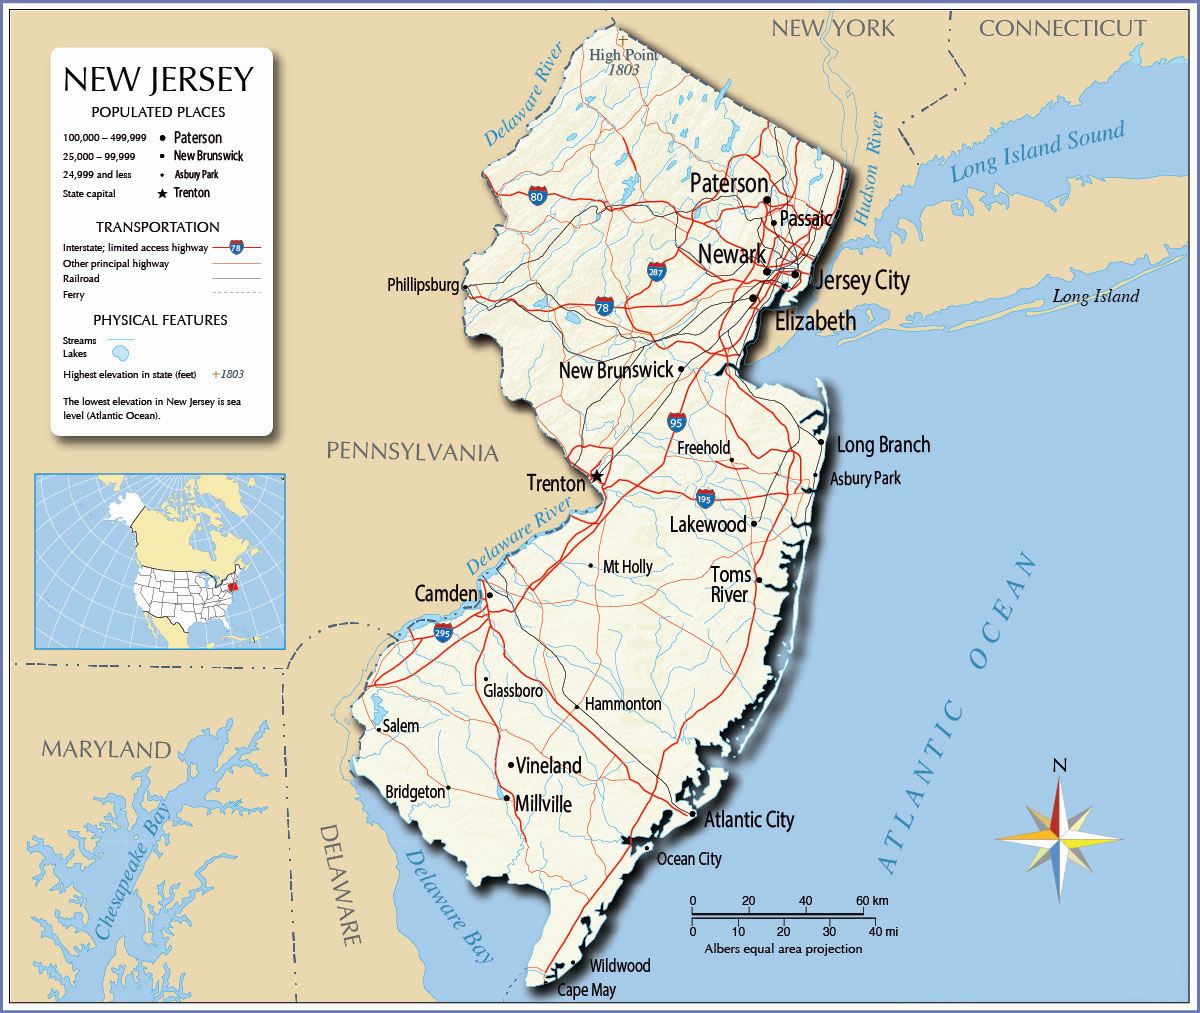 NEW JERSEY
POPULATED PLACES
100,000 – 499,999 Paterson
25,000 – 99,999 New Brunswick
24,999 and less Asbury Park
State capital Trenton
TRANSPORTATION
Interstate; limited access highway 78
Other principal highway
Railroad
Ferry
PHYSICAL FEATURES
Streams
Lakes
Highest elevation in state (feet) +1803
The lowest elevation in New Jersey is sea
level (Atlantic Ocean).
NEW YORK
CONNECTICUT
High Point
1803
Delaware River
Hudson River
Long Island Sound
80
Paterson
Passaic
Newark
287
Jersey City
Phillipsburg
78
Long Island
Elizabeth
New Brunswick
95
PENNSYLVANIA
Freehold
Long Branch
Trenton
Asbury Park
195
Delaware River
Lakewood
Mt Holly
Toms
River
Camden
295
ATLANTIC OCEAN
Glassboro
Hammonton
Salem
MARYLAND
Vineland
Bridgeton
Millville
Atlantic City
N
Chesapeake Bay
DELAWARE
Delaware Bay
Ocean City
0 20 40 60 km
0 10 20 30 40 mi
Albers equal area projection
Wildwood
Cape May